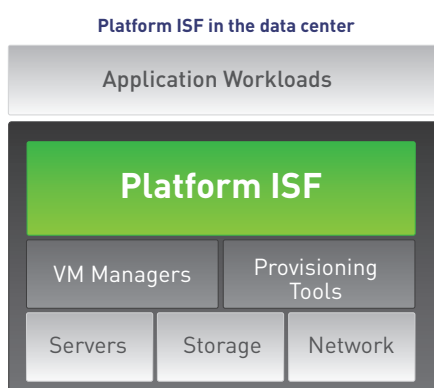 Platform ISF in the data center
Application Workloads
Platform ISF
VM Managers
Provisioning
Tools
Servers
Storage
Network